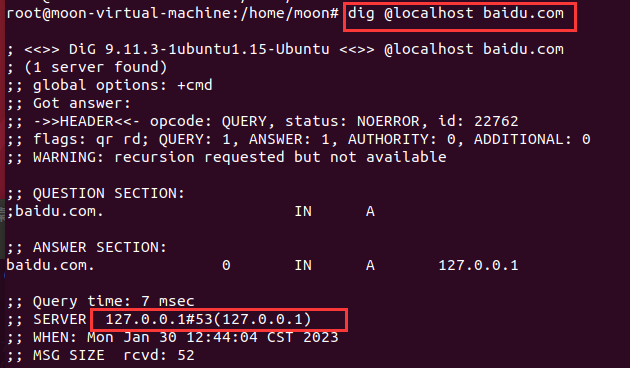 root@moon-virtual-machine:/home/moon# dig @localhost baidu.com
; <<>> DiG 9.11.3-1ubuntu1.15-Ubuntu <<>> @localhost baidu.com
; (1 server found)
;; global options: +cmd
;; Got answer:
;; ->>HEADER<<- opcode: QUERY, status: NOERROR, id: 22762
;; flags: qr rd; QUERY: 1, ANSWER: 1, AUTHORITY: 0, ADDITIONAL: 0
;; WARNING: recursion requested but not available
;; QUESTION SECTION:
;baidu.com. IN A
;; ANSWER SECTION:
baidu.com. 0 IN A 127.0.0.1
;; Query time: 7 msec
;; SERVER 127.0.0.1#53(127.0.0.1)
;; WHEN: Mon Jan 30 12:44:04 CST 2023
;; MSG SIZE rcvd: 52